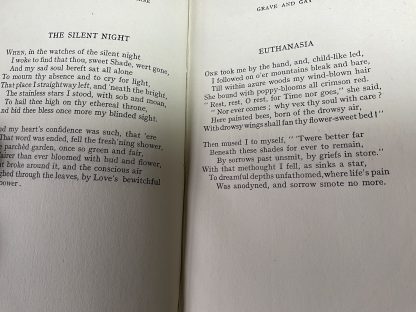 THE SILENT NIGHT
WHEN, in the watches of the silent night
I woke to find that thou, sweet Shade, wert gone,
And my sad soul bereft sat all alone
To mourn thy absence and to cry for light,
That place I straightway left, and 'neath the bright,
The stainless stars I stood, with sob and moan,
To hail thee high on thy ethereal throne,
nd bid thee bless once more my blinded sight.
d my heart's confidence was such, that 'ere
That word was ended, fell the fresh'ning shower,
e parchèd garden, once so green and fair,
airer than ever bloomed with bud and flower,
t broke around it, and the conscious air
ghed through the leaves, by Love's bewitchful
power.
GRAVE AND GAY
EUTHANASIA
ONE took me by the hand, and, child-like led,
I followed on o'er mountains bleak and bare,
Till within azure woods my wind-blown hair
She bound with poppy-blooms all crimson red.
"Rest, rest, O rest, for Time nor goes," she said,
"Nor ever comes; why vex thy soul with care?
Here painted bees, born of the drowsy air,
With drowsy wings shall fan thy flower-sweet bed!"
Then mused I to myself, "'Twere better far
Beneath these shades for ever to remain,
By sorrows past unsmit, by griefs in store."
With that methought I fell, as sinks a star,
To dreamful depths unfathomed, where life's pain
Was anodyned, and sorrow smote no more.